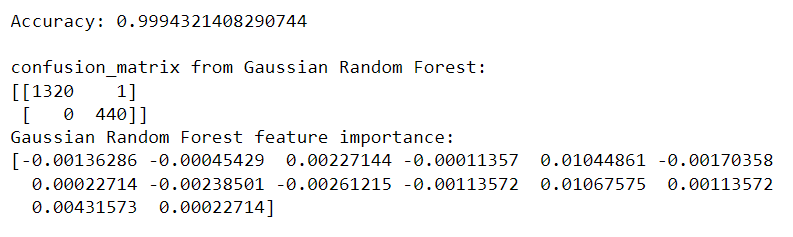 Accuracy: 0.9994321408290744
confusion_matrix from Gaussian Random Forest:
[[1320    1]
 [   0  440]]
Gaussian Random Forest feature importance:
[-0.00136286 -0.00045429  0.00227144 -0.00011357  0.01044861 -0.00170358
  0.00022714 -0.00238501 -0.00261215 -0.00113572  0.01067575  0.00113572
  0.00431573  0.00022714]